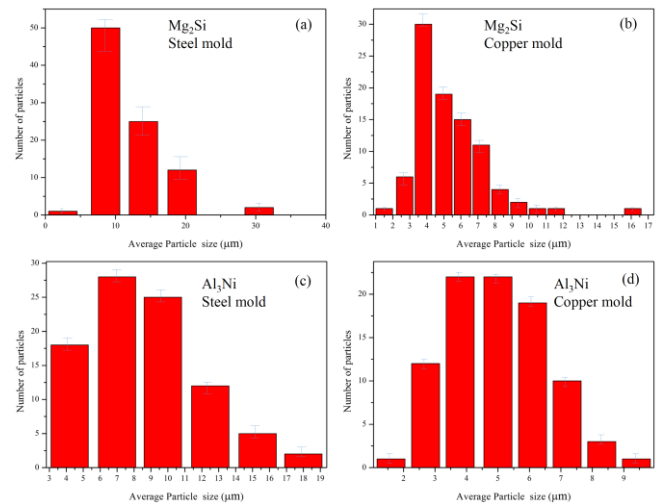 Mg₂Si
Steel mold
(a)
Number of particles
50
40
30
20
10
0
0 10 20 30 40
Average Particle size (μm)
Mg₂Si
Copper mold
(b)
Number of particles
30
25
20
15
10
5
0
1 2 3 4 5 6 7 8 9 10 11 12 13 14 15 16 17
Average Particle size (μm)
Al₃Ni
Steel mold
(c)
Number of particles
30
25
20
15
10
5
0
3 4 5 6 7 8 9 10 11 12 13 14 15 16 17 18 19
Average Particle size (μm)
Al₃Ni
Copper mold
(d)
Number of particles
20
15
10
5
0
2 3 4 5 6 7 8 9
Average Particle size (μm)